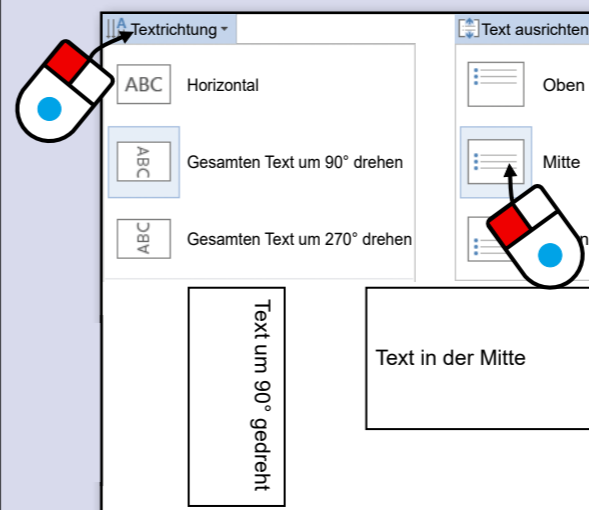 Textrichtung
Text ausrichten
ABC
Horizontal
Oben
ABC
Gesamten Text um 90° drehen
Mitte
ABC
Gesamten Text um 270° drehen
Text um 90° gedreht
Text in der Mitte